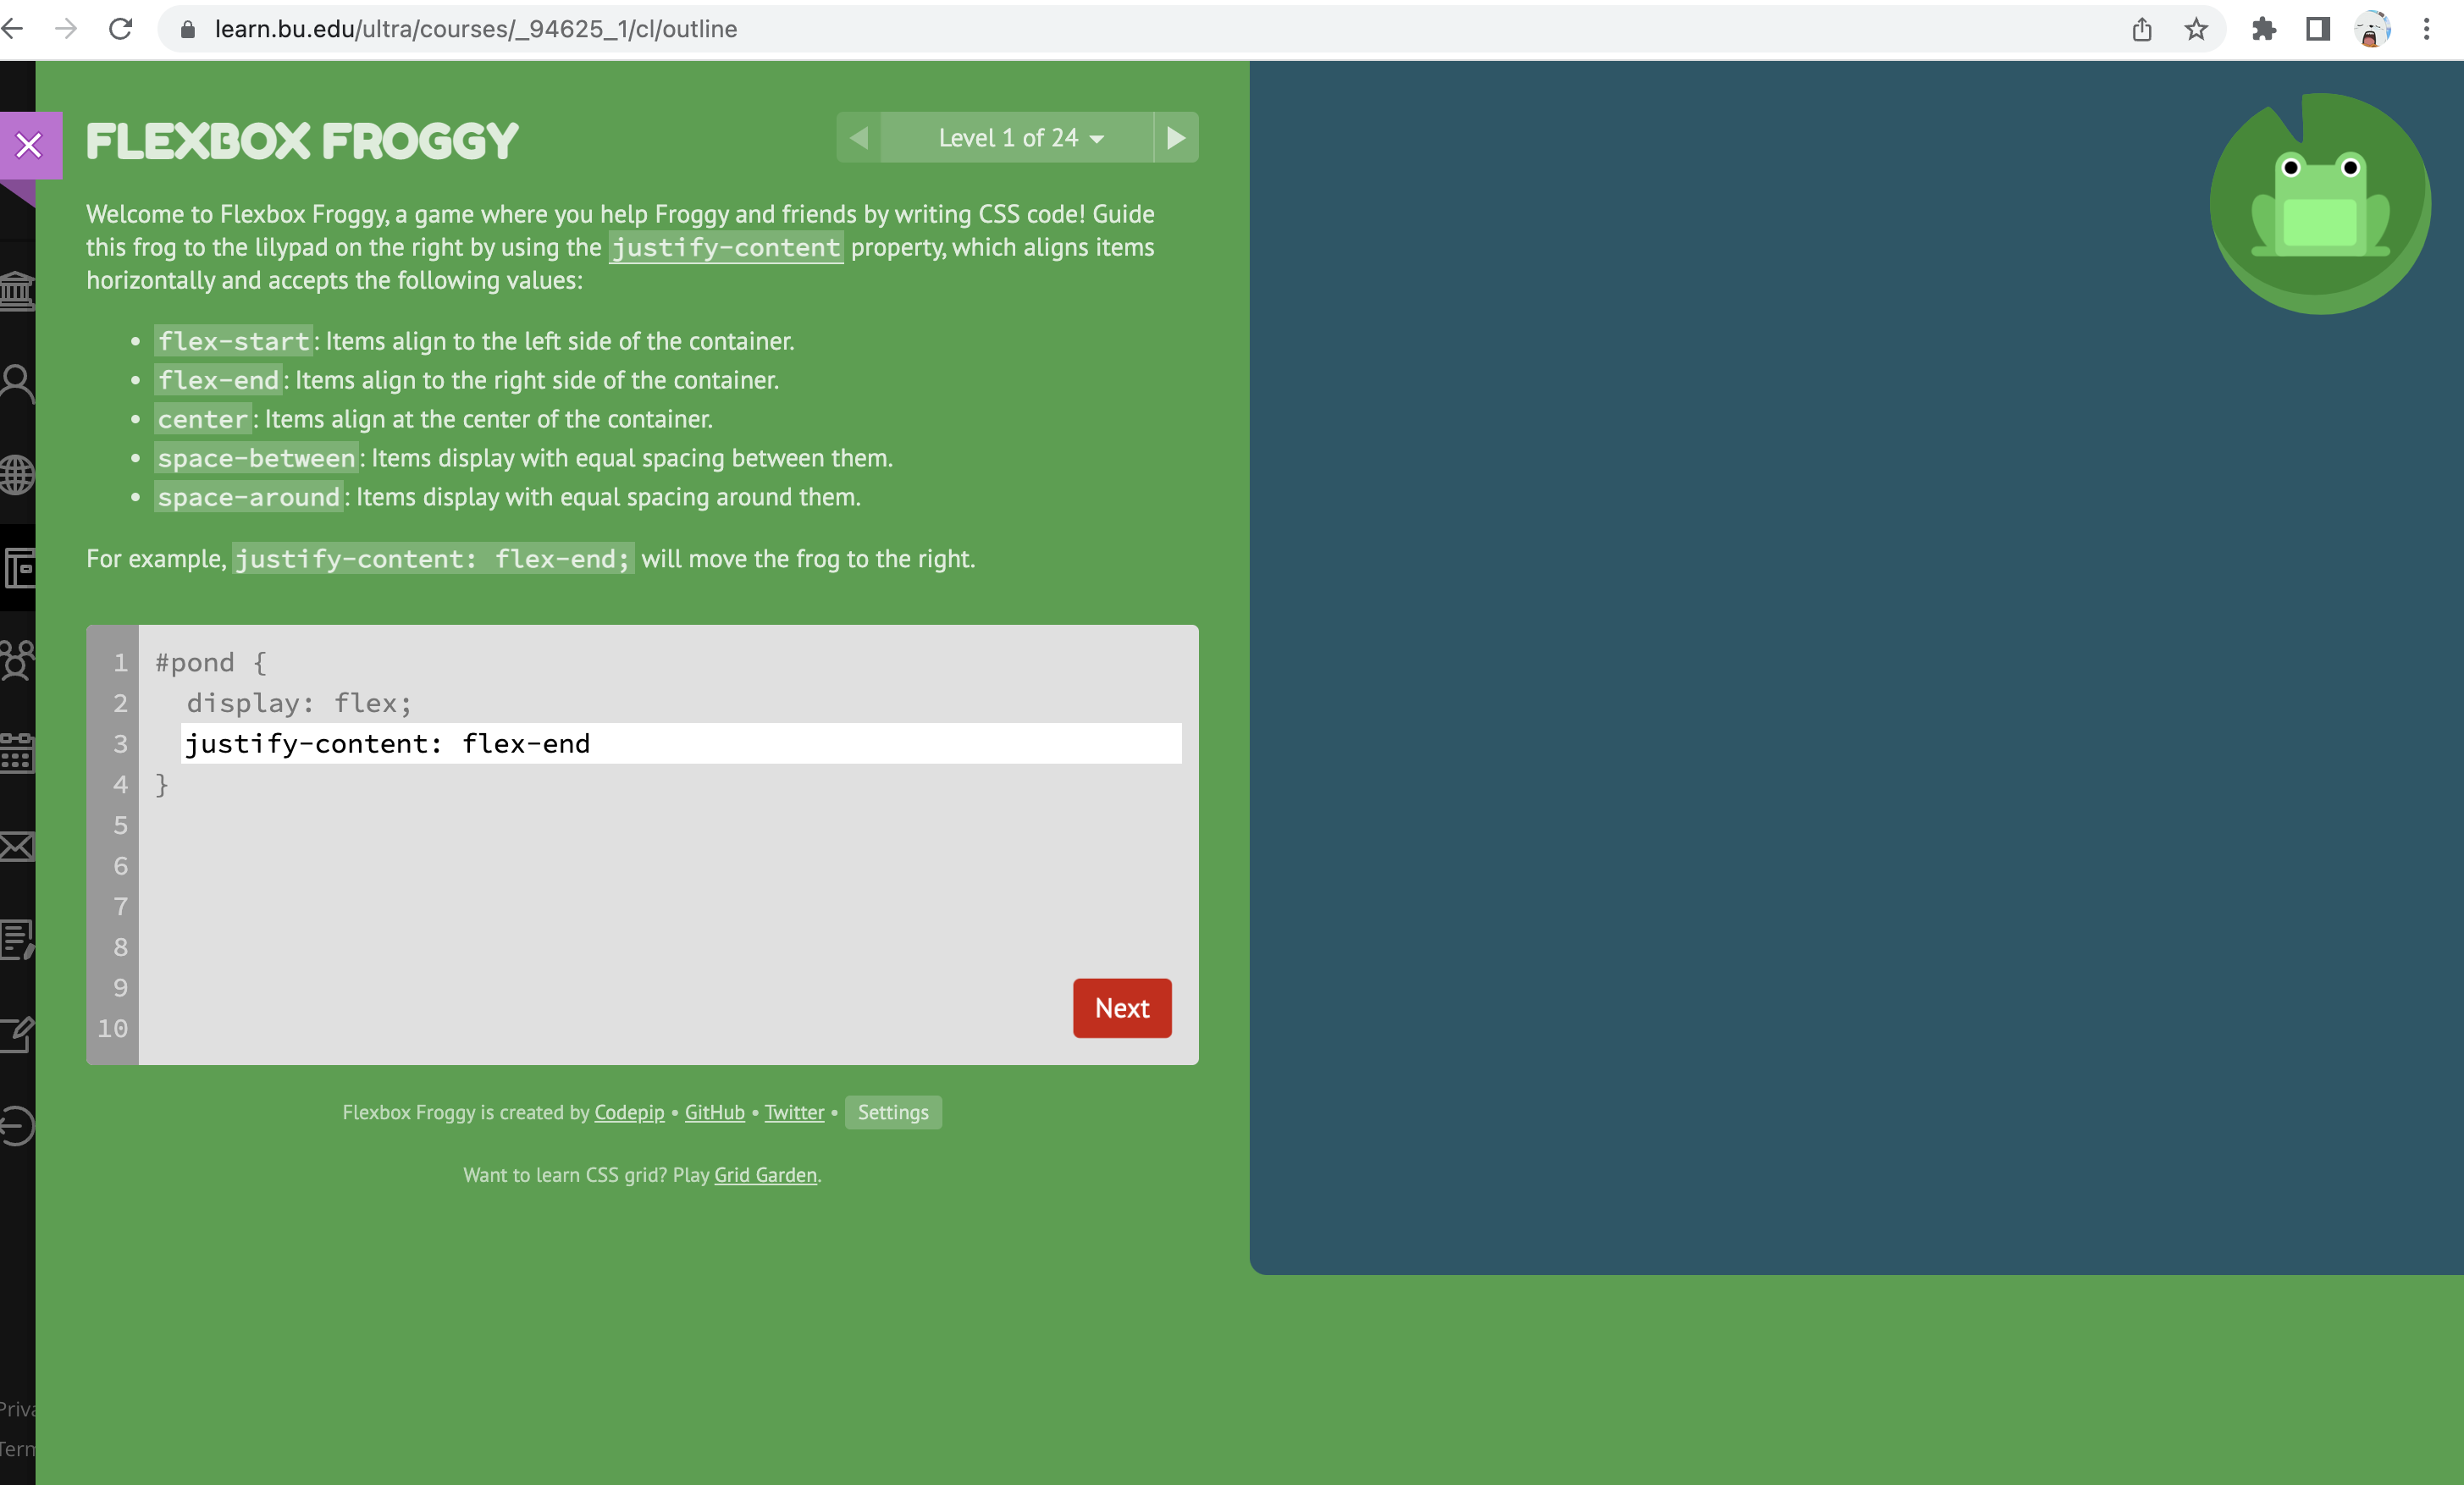 learn.bu.edu/ultra/courses/_94625_1/cl/outline
FLEXBOX FROGGY
Level 1 of 24
Welcome to Flexbox Froggy, a game where you help Froggy and friends by writing CSS code! Guide
this frog to the lilypad on the right by using the justify-content property, which aligns items
horizontally and accepts the following values:
• flex-start: Items align to the left side of the container.
• flex-end: Items align to the right side of the container.
• center: Items align at the center of the container.
• space-between: Items display with equal spacing between them.
• space-around: Items display with equal spacing around them.
For example, justify-content: flex-end; will move the frog to the right.
1 #pond {
2 display: flex;
3 justify-content: flex-end
4 }
5
6
7
8
9
10
Next
Flexbox Froggy is created by Codepip • GitHub • Twitter • Settings
Want to learn CSS grid? Play Grid Garden.